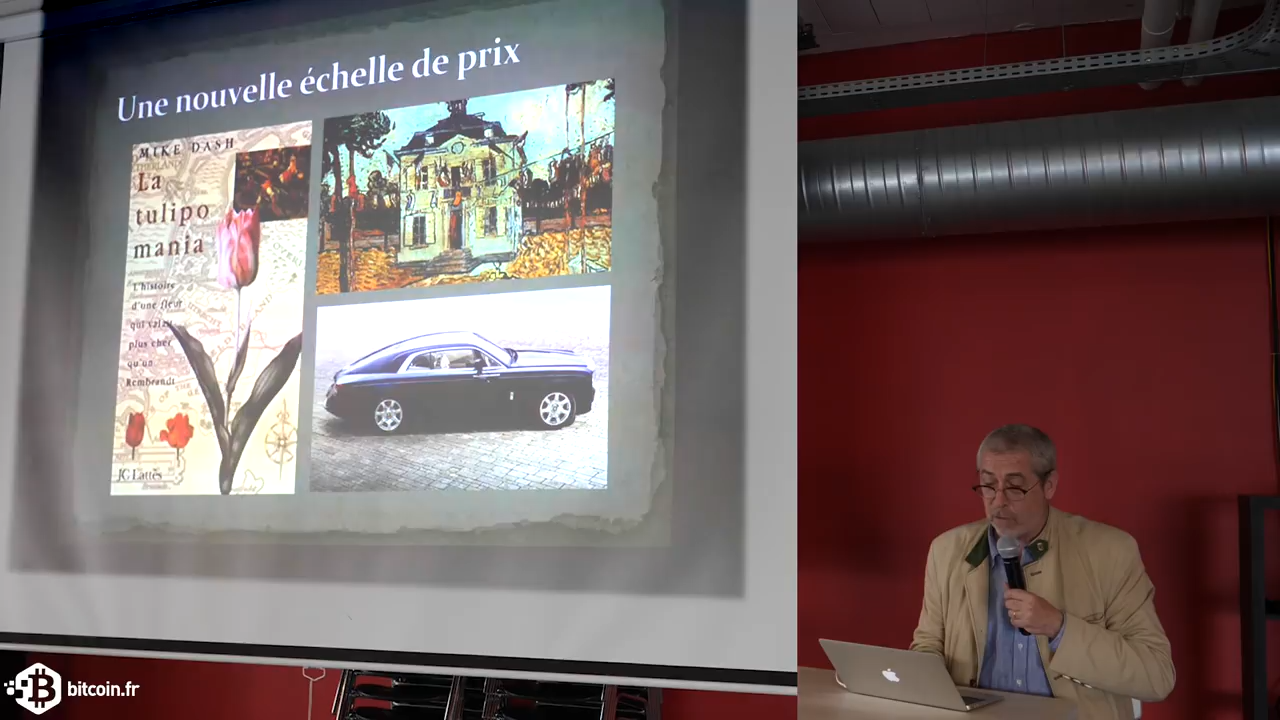 Une nouvelle échelle de prix
MIKE DASH
La
tulipo
mania
L'histoire
d'une fleur
qui valait
plus cher
qu'un
Rembrandt
JC Lattès
bitcoin.fr